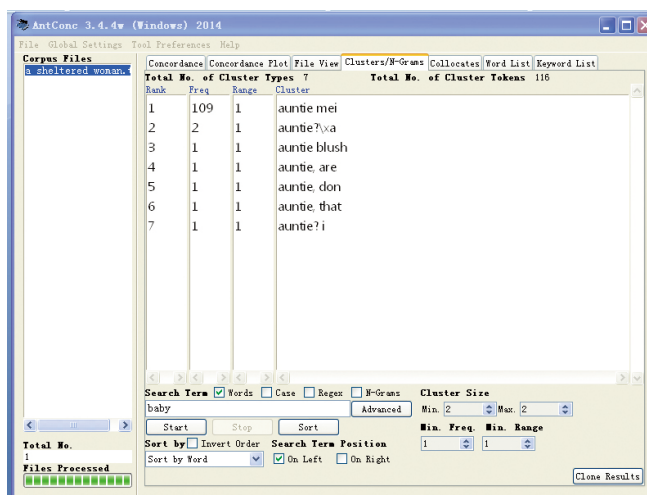 AntConc 3.4.4w (Windows) 2014
File Global Settings Tool Preferences Help
Corpus Files
a sheltered woman.t
Concordance Concordance Plot File View Clusters/N-Grams Collocates Word List Keyword List
Total No. of Cluster Types 7 Total No. of Cluster Tokens 116
Rank Freq Range Cluster
1 109 1 auntie mei
2 2 1 auntie?\xa
3 1 1 auntie blush
4 1 1 auntie, are
5 1 1 auntie, don
6 1 1 auntie, that
7 1 1 auntie? i
Search Term Words Case Regex N-Grams Cluster Size
baby Advanced Min. 2 Max. 2
Start Stop Sort Min. Freq. Min. Range
Total No. Sort by Invert Order Search Term Position 1 1
1 Sort by Word On Left On Right
Files Processed
Clone Results